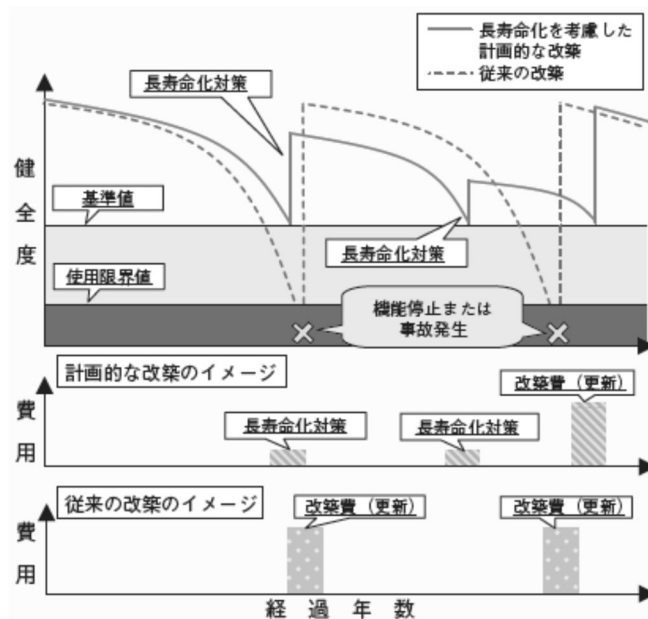 長寿命化を考慮した
計画的な改築
従来の改築
長寿命化対策
健全度
基準値
長寿命化対策
使用限界値
機能停止または
事故発生
計画的な改築のイメージ
改築費(更新)
費用
長寿命化対策
長寿命化対策
従来の改築のイメージ
改築費(更新)
改築費(更新)
費用
経過年数